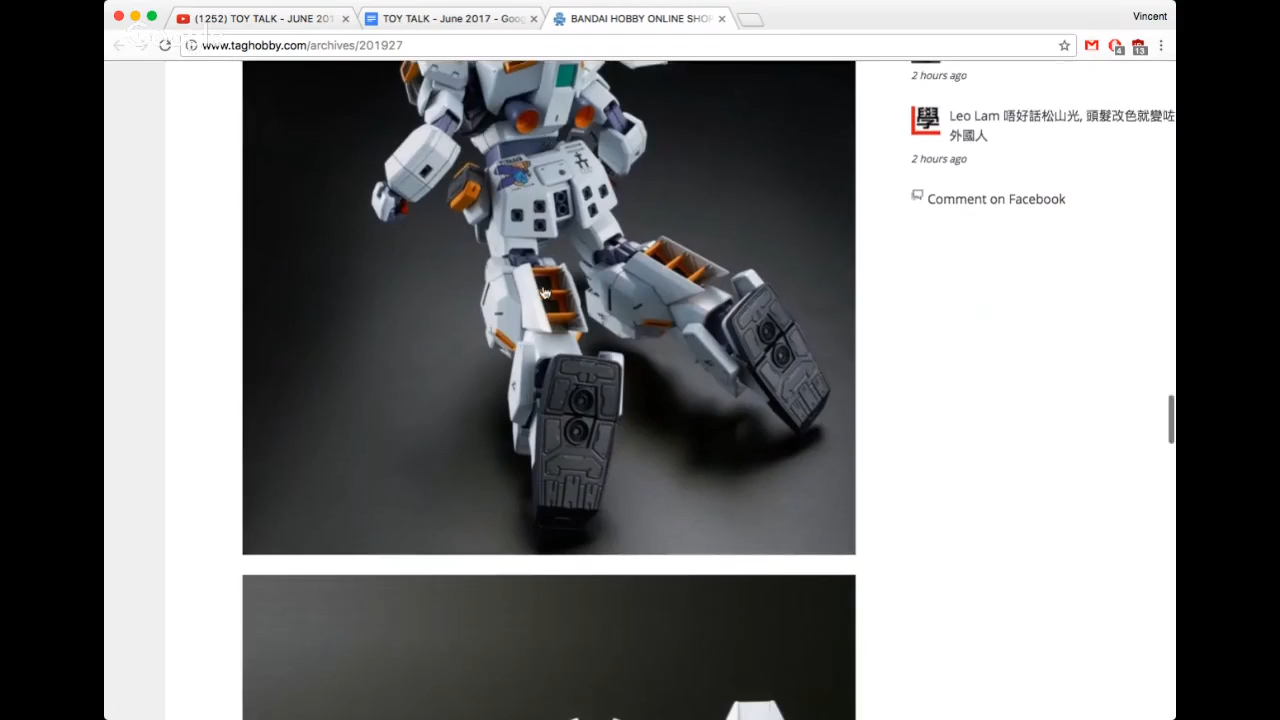 (1252) TOY TALK - JUNE 201
TOY TALK - June 2017 - Goog
BANDAI HOBBY ONLINE SHOP
Vincent
www.taghobby.com/archives/201927
4
13
2 hours ago
學
Leo Lam 唔好話松山光, 頭髮改色就變咗
外國人
2 hours ago
Comment on Facebook